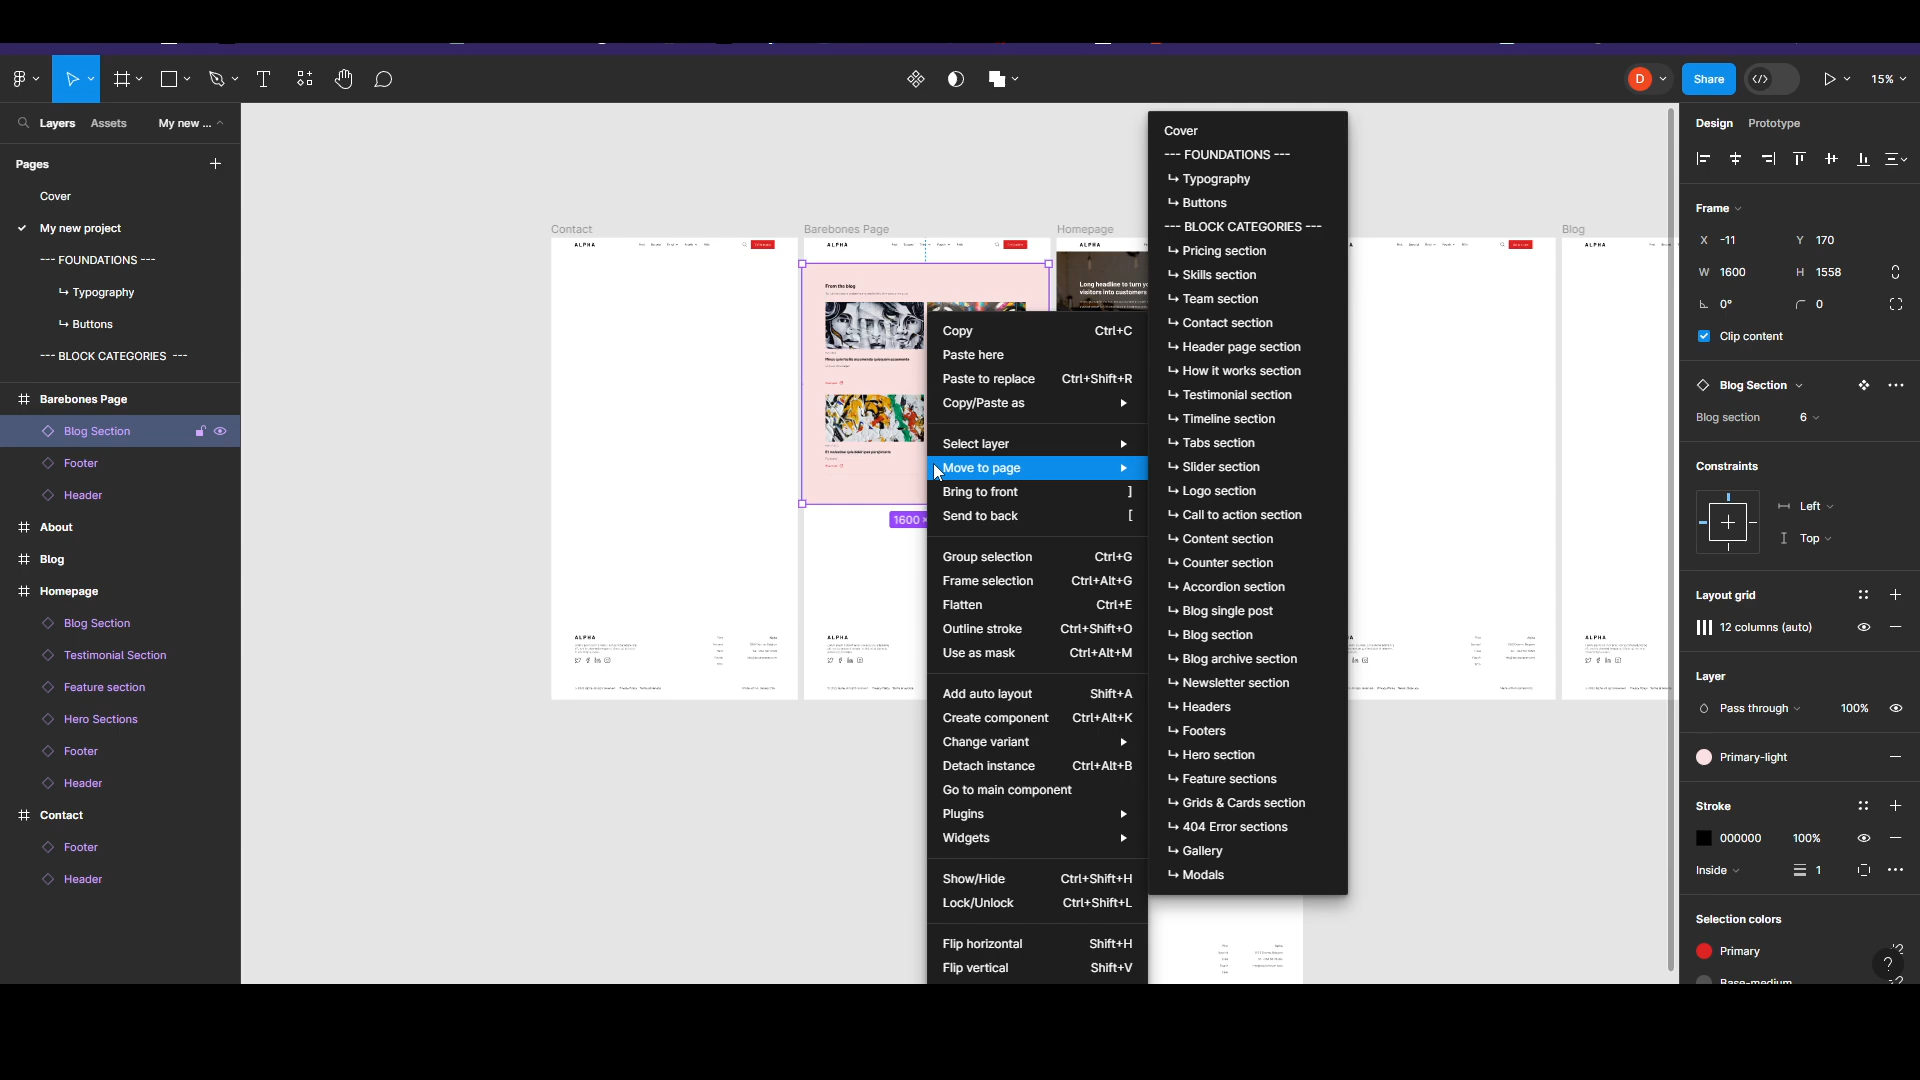 D
Share
15%
Layers
Assets
My new ...
Pages
Cover
My new project
--- FOUNDATIONS ---
↳ Typography
↳ Buttons
--- BLOCK CATEGORIES ---
Barebones Page
Blog Section
Footer
Header
About
Blog
Homepage
Blog Section
Testimonial Section
Feature section
Hero Sections
Footer
Header
Contact
Footer
Header
Contact
Barebones Page
Homepage
Blog
ALPHA
ALPHA
ALPHA
ALPHA
From the blog
Long headline to turn yo
visitors into customers
1600 ×
ALPHA
ALPHA
ALPHA
Copy Ctrl+C
Paste here
Paste to replace Ctrl+Shift+R
Copy/Paste as
Select layer
Move to page
Bring to front ]
Send to back [
Group selection Ctrl+G
Frame selection Ctrl+Alt+G
Flatten Ctrl+E
Outline stroke Ctrl+Shift+O
Use as mask Ctrl+Alt+M
Add auto layout Shift+A
Create component Ctrl+Alt+K
Change variant
Detach instance Ctrl+Alt+B
Go to main component
Plugins
Widgets
Show/Hide Ctrl+Shift+H
Lock/Unlock Ctrl+Shift+L
Flip horizontal Shift+H
Flip vertical Shift+V
Cover
--- FOUNDATIONS ---
↳ Typography
↳ Buttons
--- BLOCK CATEGORIES ---
↳ Pricing section
↳ Skills section
↳ Team section
↳ Contact section
↳ Header page section
↳ How it works section
↳ Testimonial section
↳ Timeline section
↳ Tabs section
↳ Slider section
↳ Logo section
↳ Call to action section
↳ Content section
↳ Counter section
↳ Accordion section
↳ Blog single post
↳ Blog section
↳ Blog archive section
↳ Newsletter section
↳ Headers
↳ Footers
↳ Hero section
↳ Feature sections
↳ Grids & Cards section
↳ 404 Error sections
↳ Gallery
↳ Modals
Design
Prototype
Frame
X -11 Y 170
W 1600 H 1558
0° 0
Clip content
Blog Section
Blog section 6
Constraints
Left
Top
Layout grid
12 columns (auto)
Layer
Pass through 100%
Primary-light
Stroke
000000 100%
Inside 1
Selection colors
Primary
Base-medium
?